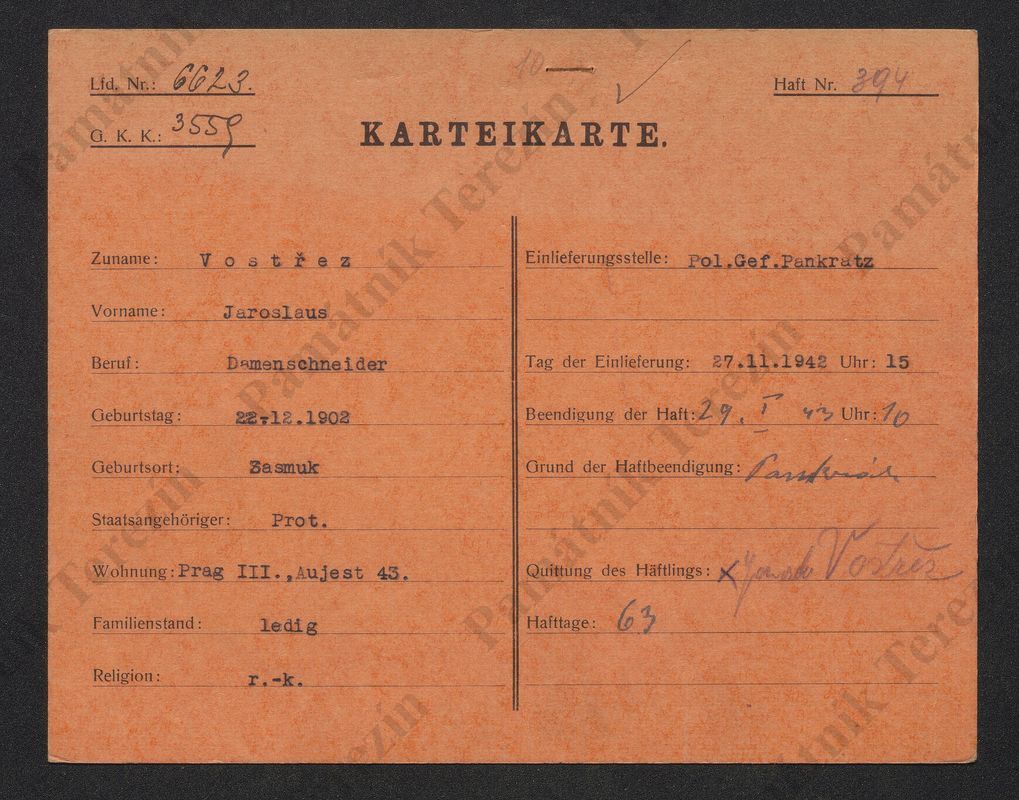 10
Lfd. Nr.: 6623.
Haft Nr. 394
G. K. K.: 3559
KARTEIKARTE.
Zuname: Vostřez
Vorname: Jaroslaus
Beruf: Damenschneider
Geburtstag: 22.12.1902
Geburtsort: Zasmuk
Staatsangehöriger: Prot.
Wohnung: Prag III., Aujest 43.
Familienstand: ledig
Religion: r.-k.
Einlieferungsstelle: Pol.Gef.Pankratz
Tag der Einlieferung: 27.11.1942 Uhr: 15
Beendigung der Haft: 29. I 43 Uhr: 10
Grund der Haftbeendigung: Pankrác
Quittung des Häftlings: x Vostřez
Hafttage: 63
Památník Terezín